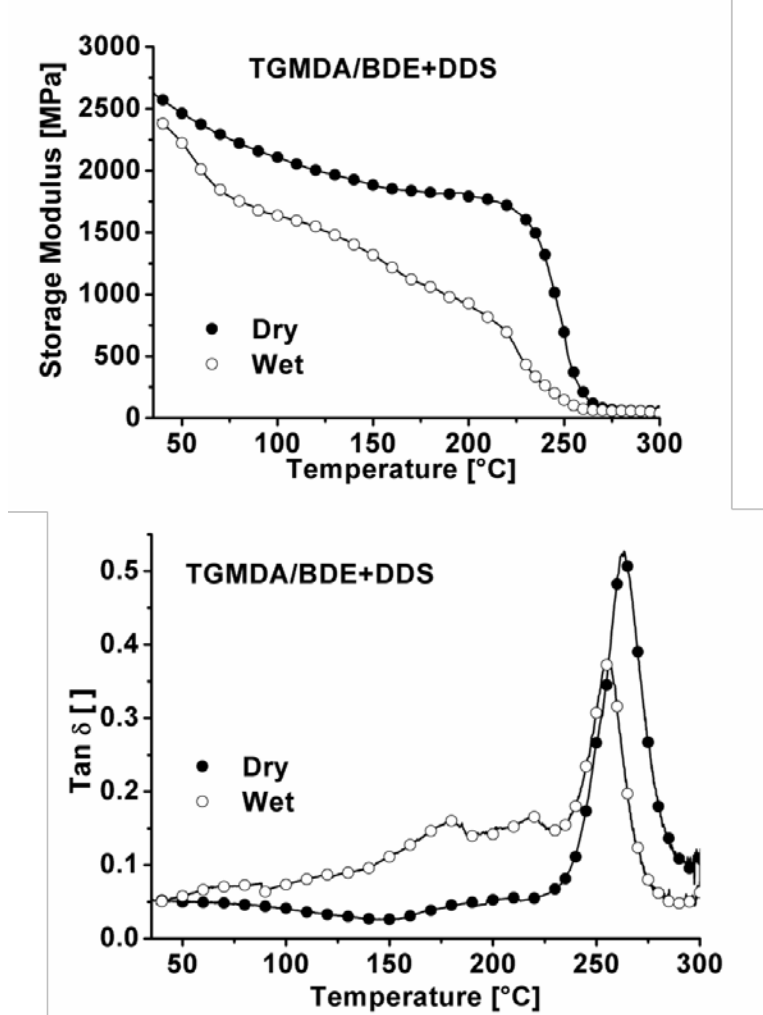 3000
TGMDA/BDE+DDS
2500
2000
1500
1000
500
0
Storage Modulus [MPa]
Dry
Wet
50 100 150 200 250 300
Temperature [°C]
TGMDA/BDE+DDS
0.5
0.4
0.3
0.2
0.1
0.0
Tan δ [ ]
Dry
Wet
50 100 150 200 250 300
Temperature [°C]